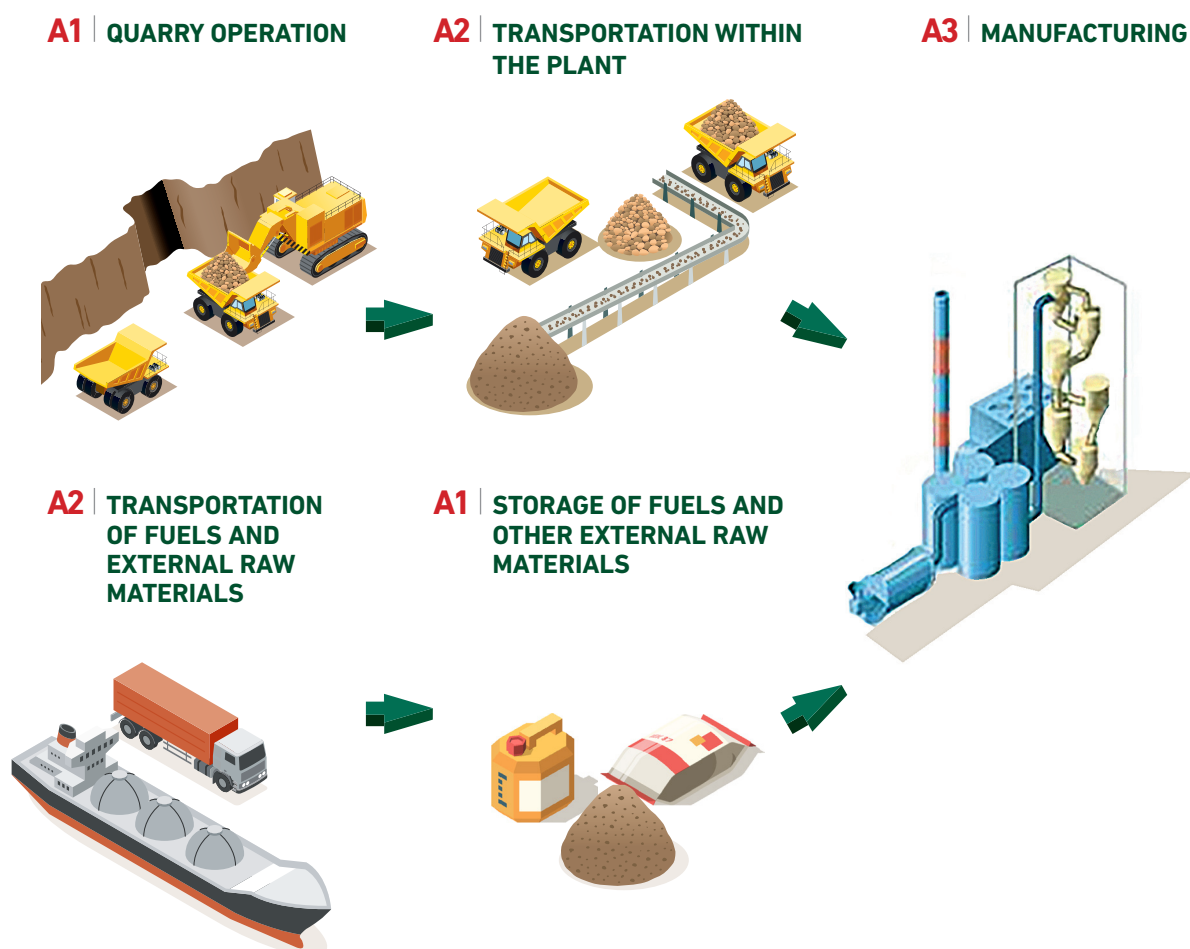 A1 QUARRY OPERATION
A2 TRANSPORTATION WITHIN
THE PLANT
A3 MANUFACTURING
A2 TRANSPORTATION
OF FUELS AND
EXTERNAL RAW
MATERIALS
A1 STORAGE OF FUELS AND
OTHER EXTERNAL RAW
MATERIALS